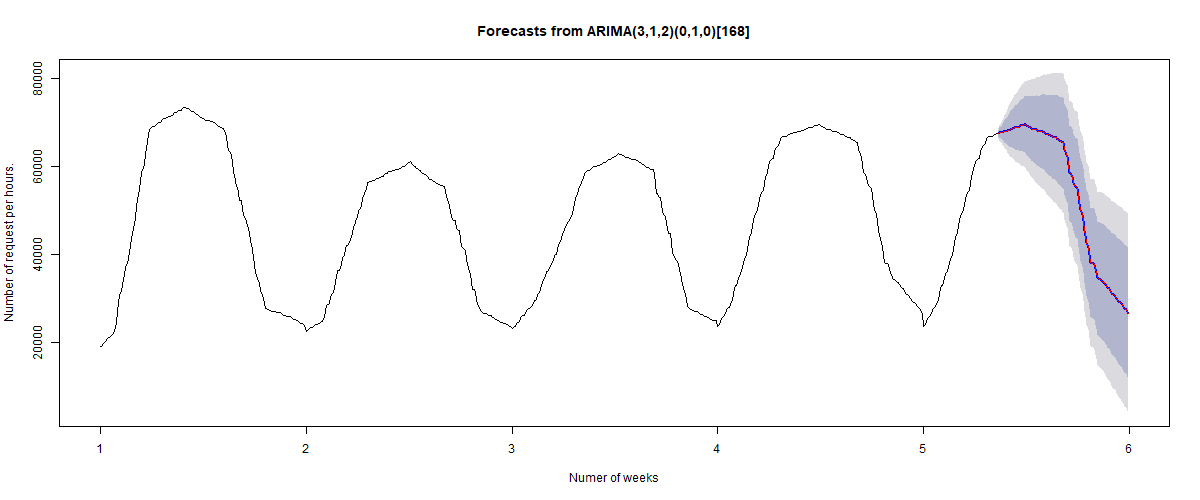 Forecasts from ARIMA(3,1,2)(0,1,0)[168]
Number of request per hours.
80000
60000
40000
20000
1 2 3 4 5 6
Numer of weeks